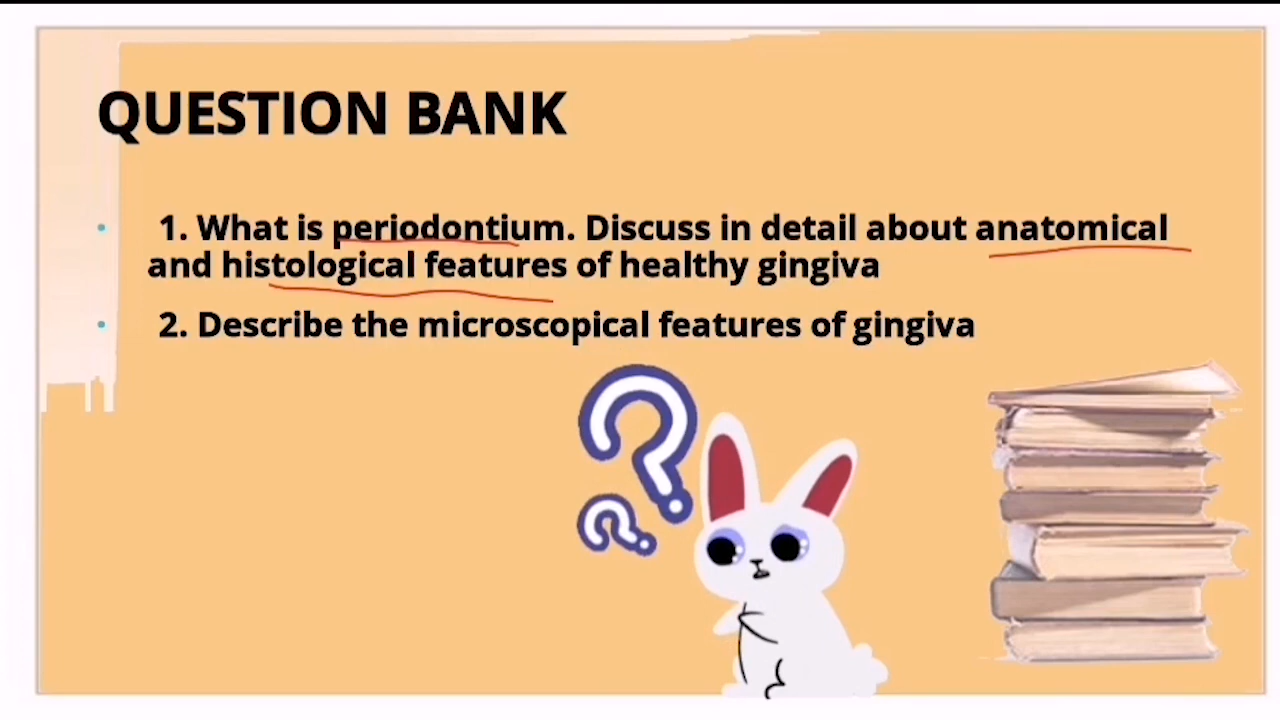 QUESTION BANK
• 1. What is periodontium. Discuss in detail about anatomical
and histological features of healthy gingiva
• 2. Describe the microscopical features of gingiva